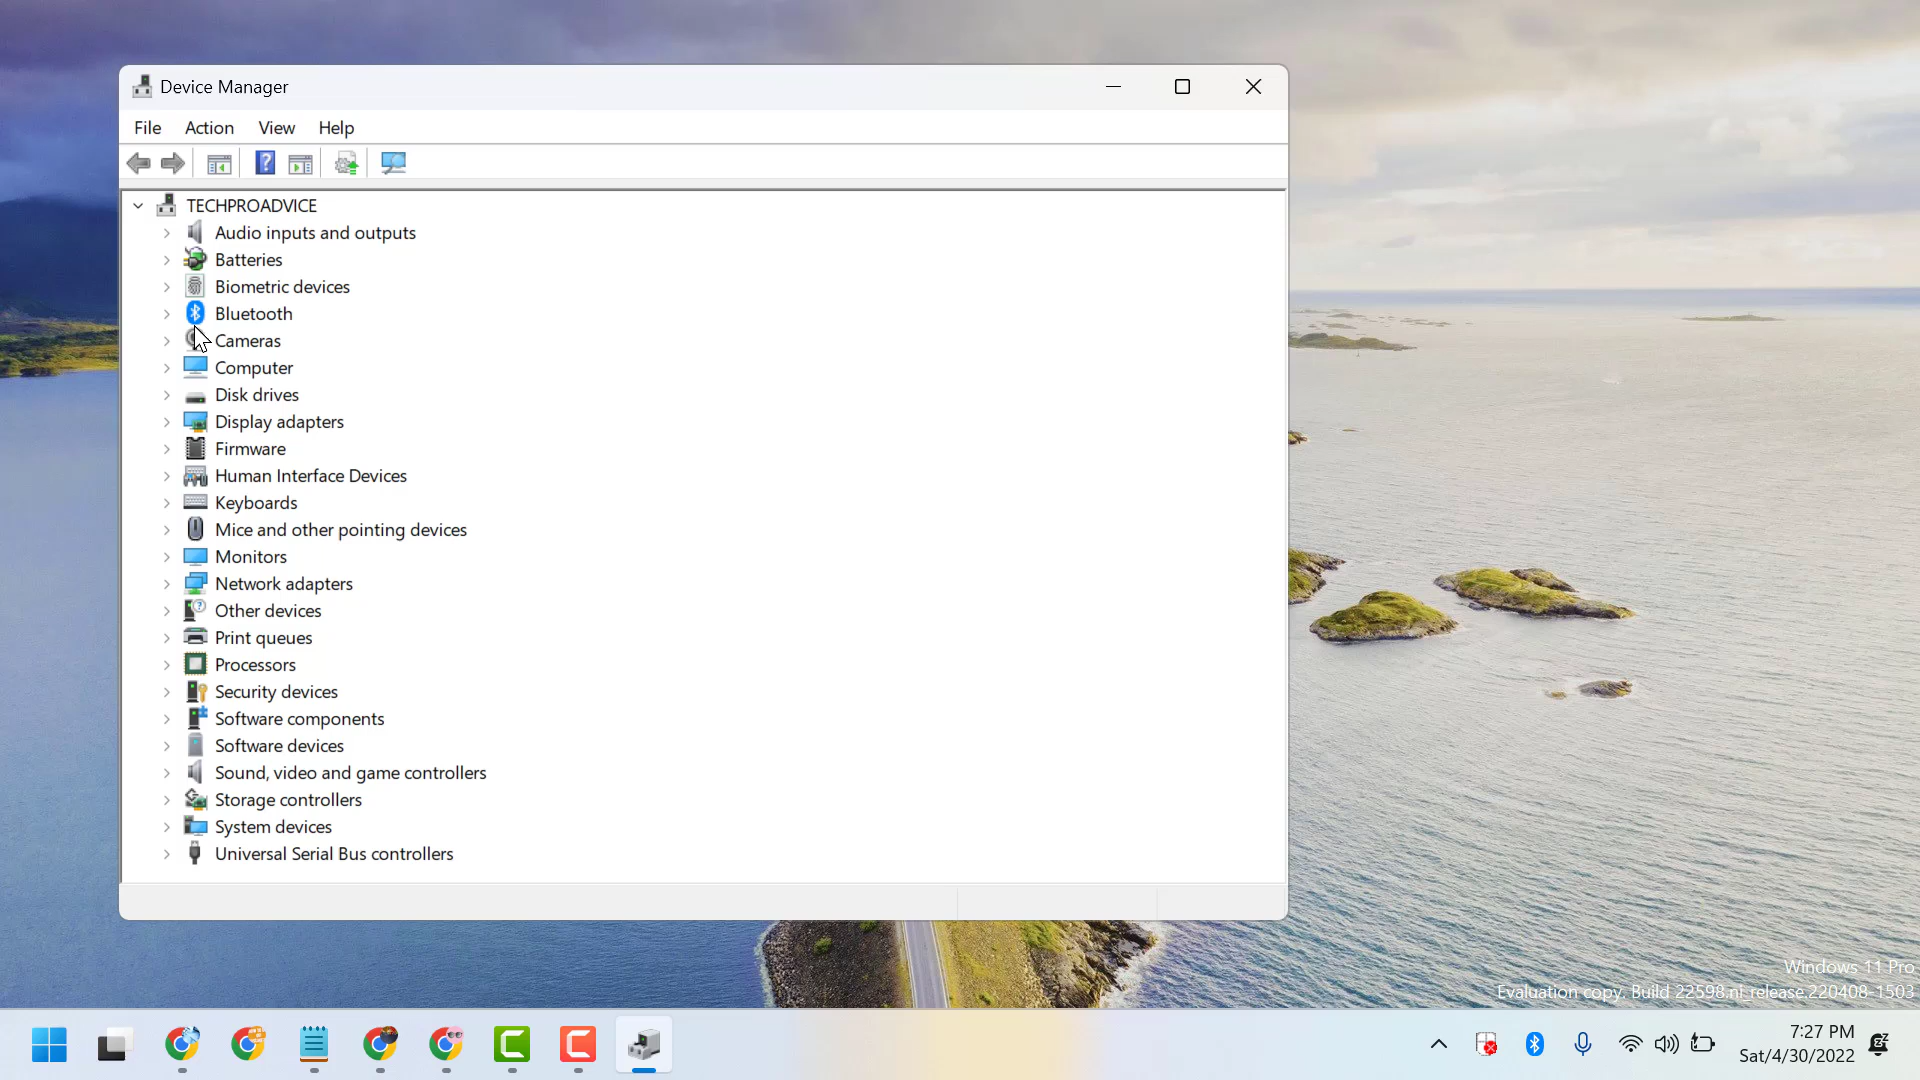 Device Manager
File Action View Help
TECHPROADVICE
Audio inputs and outputs
Batteries
Biometric devices
Bluetooth
Cameras
Computer
Disk drives
Display adapters
Firmware
Human Interface Devices
Keyboards
Mice and other pointing devices
Monitors
Network adapters
Other devices
Print queues
Processors
Security devices
Software components
Software devices
Sound, video and game controllers
Storage controllers
System devices
Universal Serial Bus controllers
Windows 11 Pro
Evaluation copy. Build 22598.ni_release.220408-1503
7:27 PM
Sat/4/30/2022